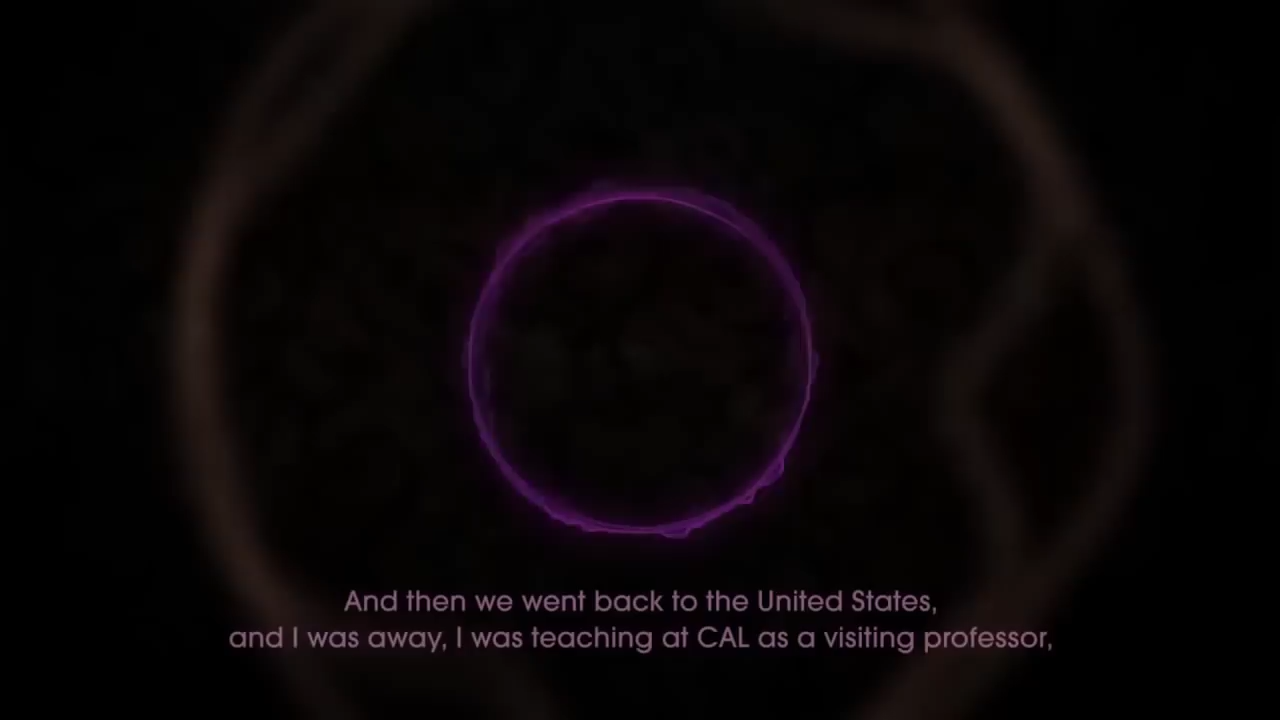 And then we went back to the United States,
and I was away, I was teaching at CAL as a visiting professor,